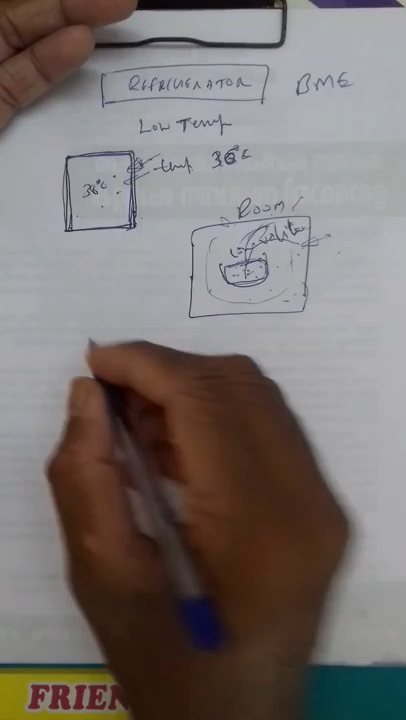 REFRIGERATOR BME
Low Temp
temp 36°C
36°C
Room
FRIEN